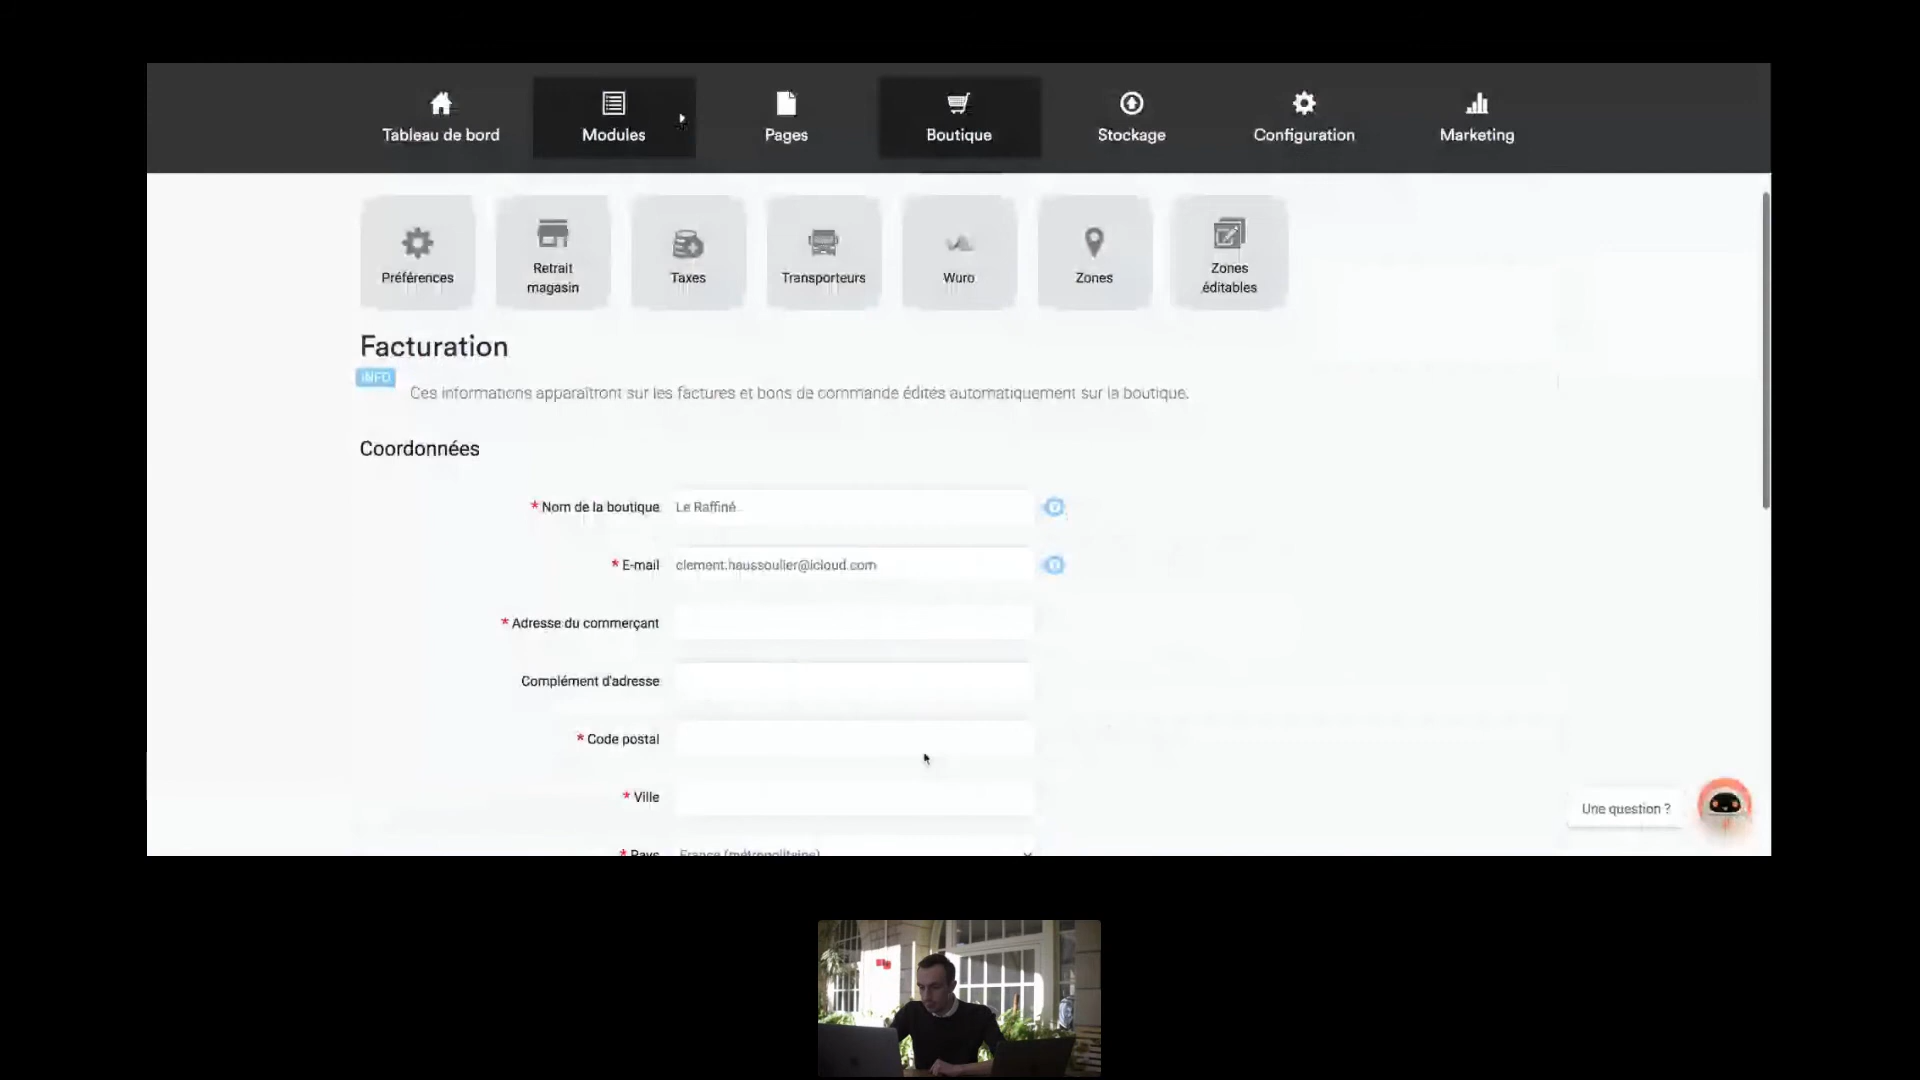 Tableau de bord
Modules
Pages
Boutique
Stockage
Configuration
Marketing
Préférences
Retrait
magasin
Taxes
Transporteurs
Wuro
Zones
Zones
éditables
Facturation
INFO
Ces informations apparaîtront sur les factures et bons de commande édités automatiquement sur la boutique.
Coordonnées
* Nom de la boutique Le Raffiné
* E-mail clement.haussoulier@icloud.com
* Adresse du commerçant
Complément d'adresse
* Code postal
* Ville
* Pays France (métropolitaine)
Une question ?